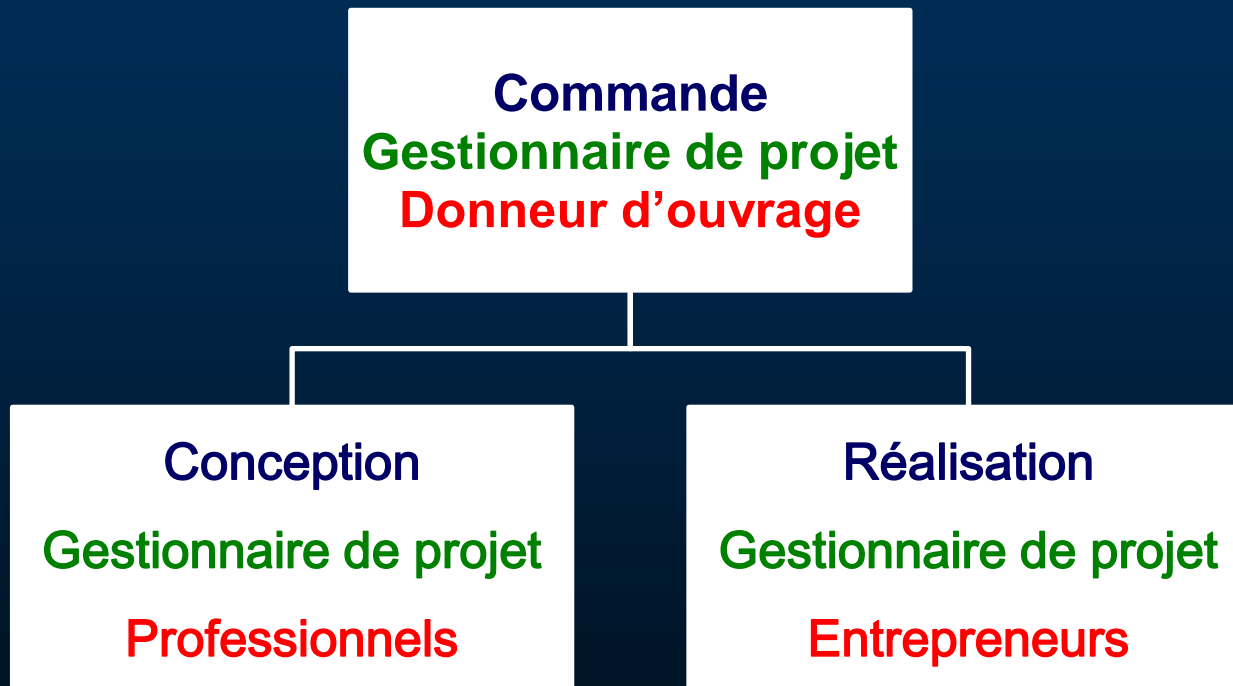 Commande
Gestionnaire de projet
Donneur d’ouvrage
Conception
Gestionnaire de projet
Professionnels
Réalisation
Gestionnaire de projet
Entrepreneurs